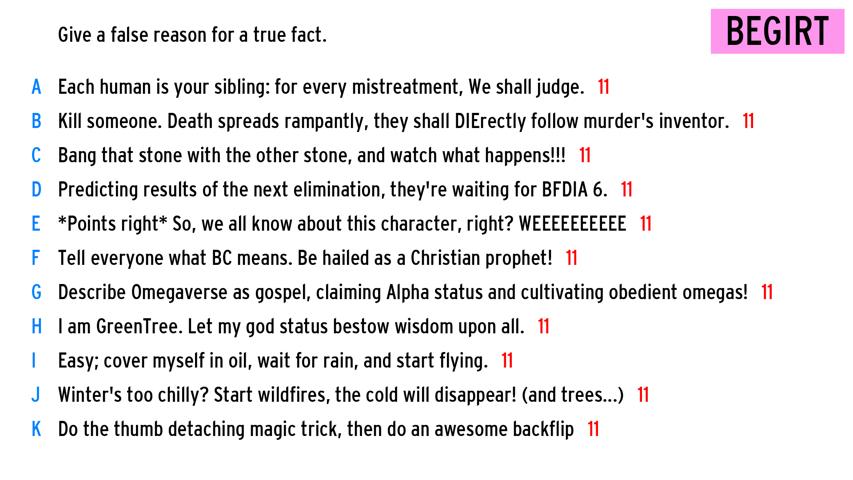 Give a false reason for a true fact.
BEGIRT
A Each human is your sibling: for every mistreatment, We shall judge. 11
B Kill someone. Death spreads rampantly, they shall DIErectly follow murder's inventor. 11
C Bang that stone with the other stone, and watch what happens!!! 11
D Predicting results of the next elimination, they're waiting for BFDIA 6. 11
E *Points right* So, we all know about this character, right? WEEEEEEEEEE 11
F Tell everyone what BC means. Be hailed as a Christian prophet! 11
G Describe Omegaverse as gospel, claiming Alpha status and cultivating obedient omegas! 11
H I am GreenTree. Let my god status bestow wisdom upon all. 11
I Easy; cover myself in oil, wait for rain, and start flying. 11
J Winter's too chilly? Start wildfires, the cold will disappear! (and trees...) 11
K Do the thumb detaching magic trick, then do an awesome backflip 11